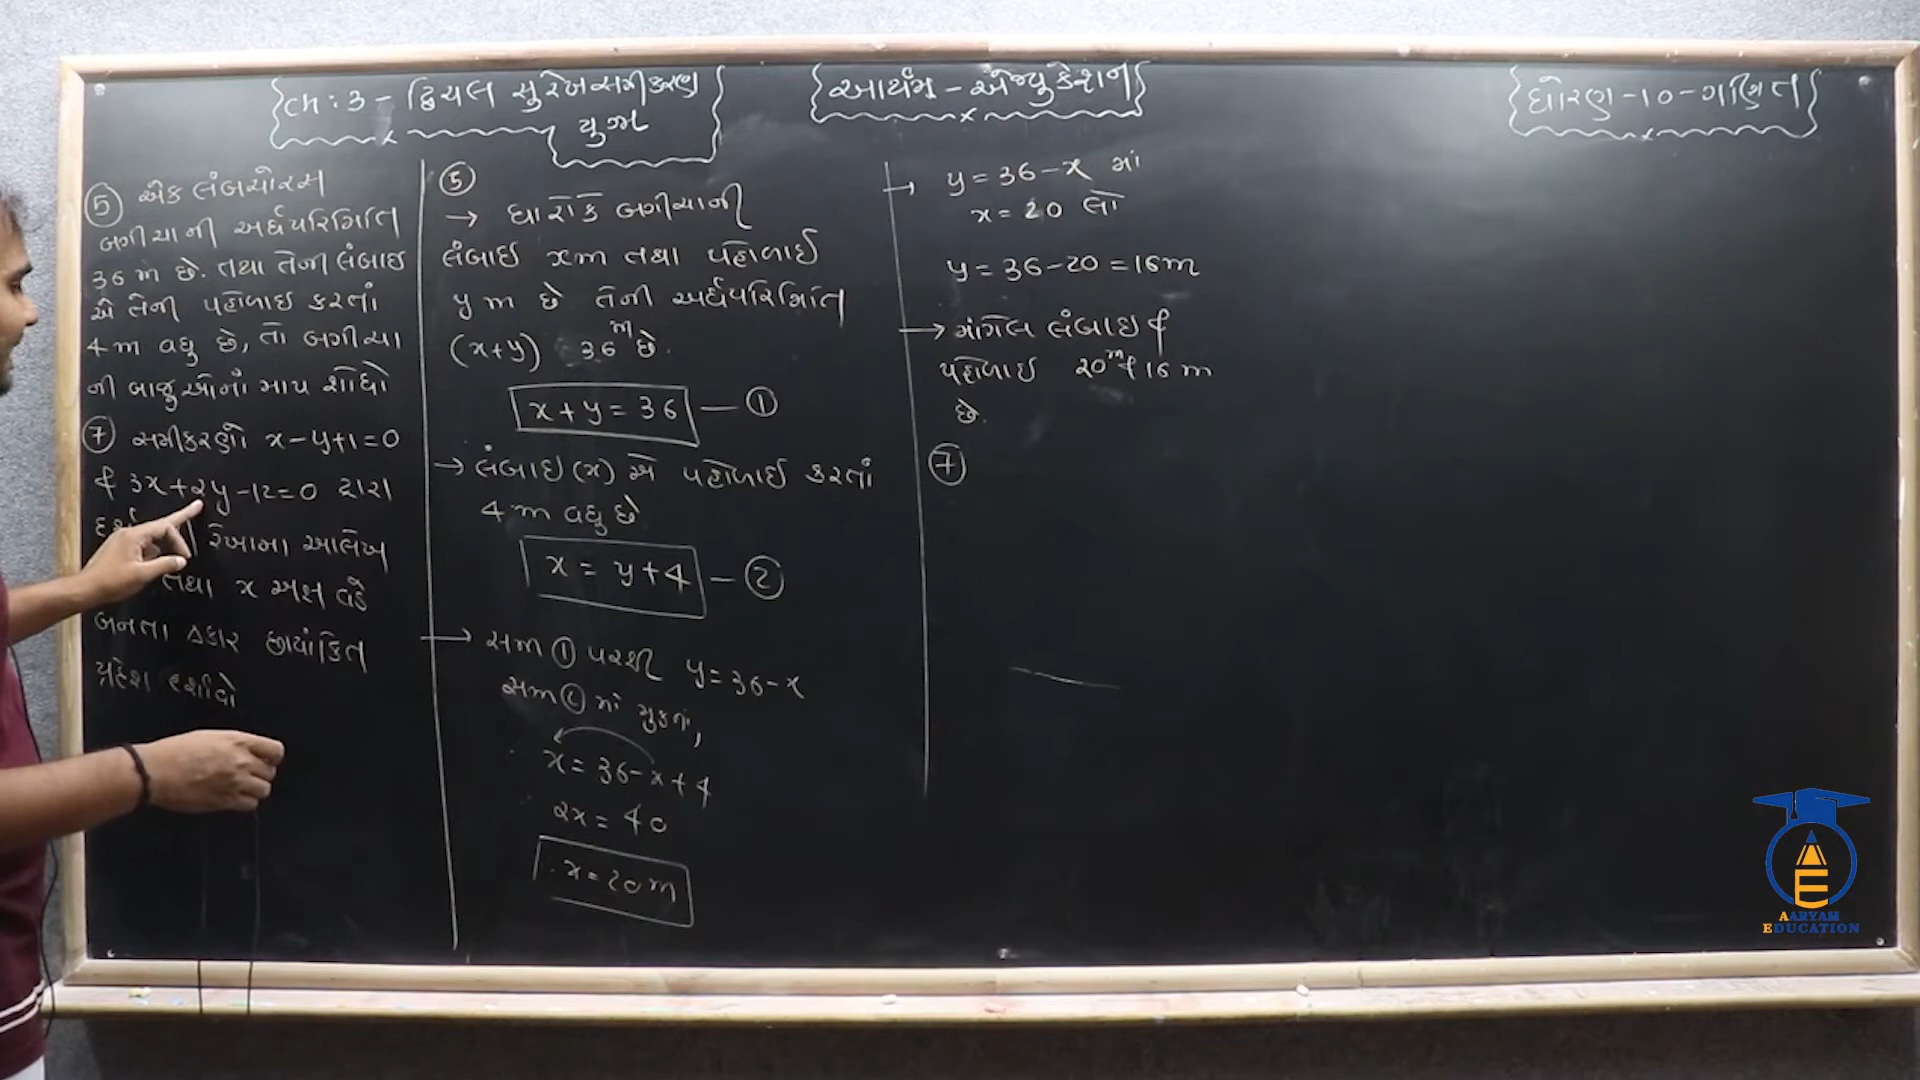 Ch : 3 - દ્વિચલ સુરેખ સમીકરણ
યુગ્મ
આર્યમ - એજ્યુકેશન
ધોરણ - 10 - ગણિત
5 એક લંબચોરસ
બગીચાની અર્ધપરિમિતિ
36 m છે. તથા તેની લંબાઈ
એ તેની પહોળાઈ કરતાં
4 m વધુ છે, તો બગીચા
ની બાજુઓનાં માપ શોધો
7 સમીકરણો x - y + 1 = 0
& 3x + 2y - 12 = 0 દ્વારા
રેખાના આલેખ
તથા x અક્ષ વડે
બનતા આકાર છાયાંકિત
પ્રદેશ દર્શાવો
5
→ ધારોકે બગીચાની
લંબાઈ xm તથા પહોળાઈ
y m છે તેની અર્ધપરિમિતિ
(x+y) 36 m છે.
x + y = 36 — 1
→ લંબાઈ (x) એ પહોળાઈ કરતાં
4 m વધુ છે
x = y + 4 — 2
→ સમ 1 પરથી y = 36 - x
સમ 2 માં મુકતાં,
x = 36 - x + 4
2x = 40
x = 20 m
→ y = 36 - x માં
x = 20 લો
y = 36 - 20 = 16m
→ માંગેલ લંબાઈ &
પહોળાઈ 20 m & 16 m
છે.
7
AARYAM
EDUCATION